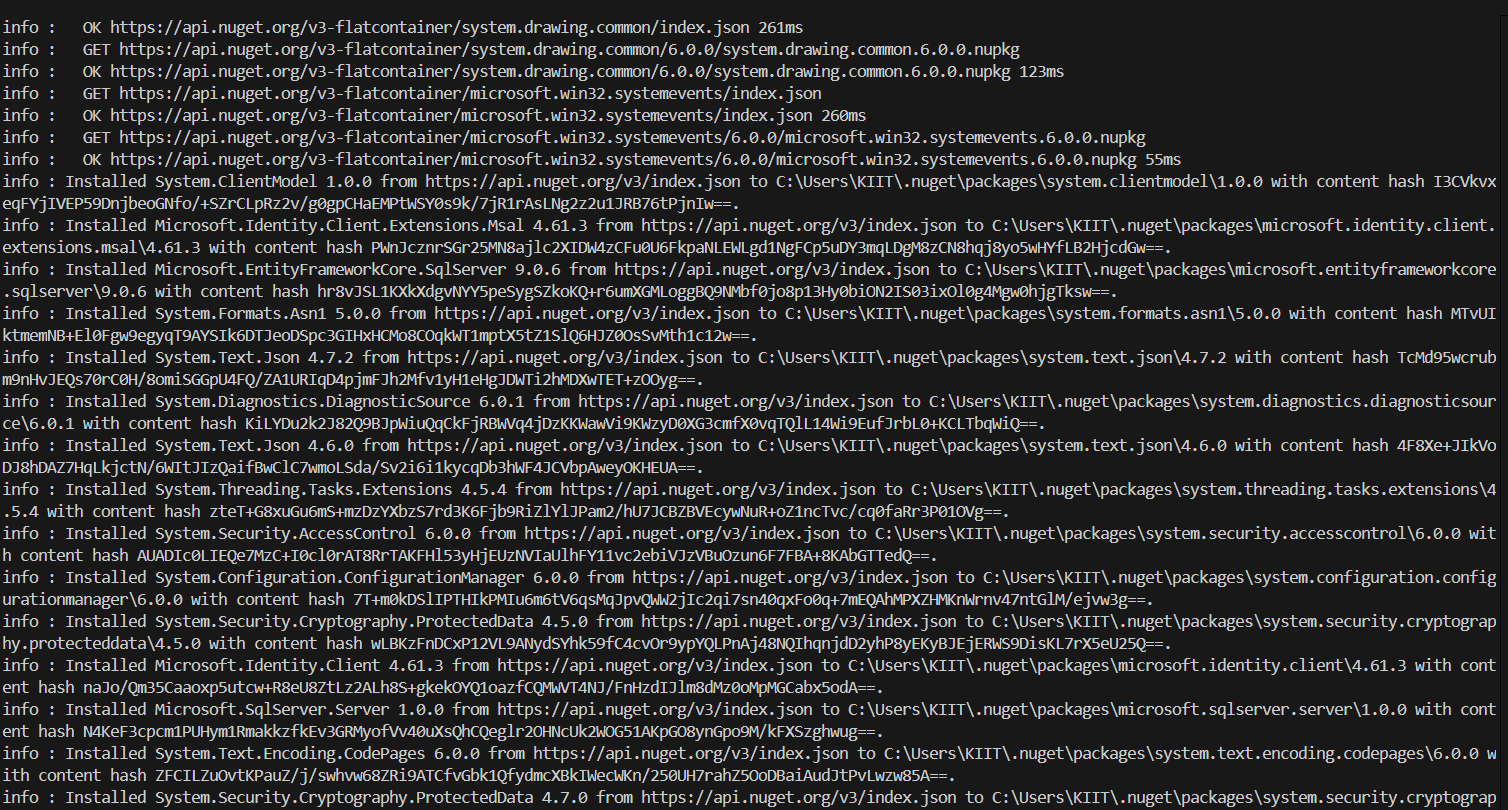 info :   OK https://api.nuget.org/v3-flatcontainer/system.drawing.common/index.json 261ms
info :   GET https://api.nuget.org/v3-flatcontainer/system.drawing.common/6.0.0/system.drawing.common.6.0.0.nupkg
info :   OK https://api.nuget.org/v3-flatcontainer/system.drawing.common/6.0.0/system.drawing.common.6.0.0.nupkg 123ms
info :   GET https://api.nuget.org/v3-flatcontainer/microsoft.win32.systemevents/index.json
info :   OK https://api.nuget.org/v3-flatcontainer/microsoft.win32.systemevents/index.json 260ms
info :   GET https://api.nuget.org/v3-flatcontainer/microsoft.win32.systemevents/6.0.0/microsoft.win32.systemevents.6.0.0.nupkg
info :   OK https://api.nuget.org/v3-flatcontainer/microsoft.win32.systemevents/6.0.0/microsoft.win32.systemevents.6.0.0.nupkg 55ms
info : Installed System.ClientModel 1.0.0 from https://api.nuget.org/v3/index.json to C:\Users\KIIT\.nuget\packages\system.clientmodel\1.0.0 with content hash I3CVkvx
eqFYjIVEP59DnjbeoGNfo/+SZrCLpRz2v/g0gpCHaEMPtWSY0s9k/7jR1rAsLNg2z2u1JRB76tPjnIw==.
info : Installed Microsoft.Identity.Client.Extensions.Msal 4.61.3 from https://api.nuget.org/v3/index.json to C:\Users\KIIT\.nuget\packages\microsoft.identity.client.
extensions.msal\4.61.3 with content hash PWnJcznrSGr25MN8ajlc2XIDW4zCFu0U6FkpaNLEWLgd1NgFCp5uDY3mqLDgM8zCN8hqj8yo5wHYfLB2HjcdGw==.
info : Installed Microsoft.EntityFrameworkCore.SqlServer 9.0.6 from https://api.nuget.org/v3/index.json to C:\Users\KIIT\.nuget\packages\microsoft.entityframeworkcore
.sqlserver\9.0.6 with content hash hr8vJSL1KXkXdgvNYY5peSygSZkoKQ+r6umXGMLoggBQ9NMbf0jo8p13Hy0biON2IS03ixOl0g4Mgw0hjgTksw==.
info : Installed System.Formats.Asn1 5.0.0 from https://api.nuget.org/v3/index.json to C:\Users\KIIT\.nuget\packages\system.formats.asn1\5.0.0 with content hash MTvUI
ktmemNB+El0Fgw9egyqT9AYSIk6DTJeoDSpc3GIHxHCMo8COqkWT1mptX5tZ1SlQ6HJZ0OsSvMth1c12w==.
info : Installed System.Text.Json 4.7.2 from https://api.nuget.org/v3/index.json to C:\Users\KIIT\.nuget\packages\system.text.json\4.7.2 with content hash TcMd95wcrub
m9nHvJEQs70rC0H/8omiSGGpU4FQ/ZA1URIqD4pjmFJh2Mfv1yH1eHgJDWTi2hMDXwTET+zOOyg==.
info : Installed System.Diagnostics.DiagnosticSource 6.0.1 from https://api.nuget.org/v3/index.json to C:\Users\KIIT\.nuget\packages\system.diagnostics.diagnosticsour
ce\6.0.1 with content hash KiLYDu2k2J82Q9BJpWiuQqCkFjRBWVq4jDzKKWawVi9KWzyD0XG3cmfX0vqTQlL14Wi9EufJrbL0+KCLTbqWiQ==.
info : Installed System.Text.Json 4.6.0 from https://api.nuget.org/v3/index.json to C:\Users\KIIT\.nuget\packages\system.text.json\4.6.0 with content hash 4F8Xe+JIkVo
DJ8hDAZ7HqLkjctN/6WItJIzQaifBwClC7wmoLSda/Sv2i6i1kycqDb3hWF4JCVbpAweyOKHEUA==.
info : Installed System.Threading.Tasks.Extensions 4.5.4 from https://api.nuget.org/v3/index.json to C:\Users\KIIT\.nuget\packages\system.threading.tasks.extensions\4
.5.4 with content hash zteT+G8xuGu6mS+mzDzYXbzS7rd3K6Fjb9RiZlYlJPam2/hU7JCBZBVEcywNuR+oZ1ncTvc/cq0faRr3P01OVg==.
info : Installed System.Security.AccessControl 6.0.0 from https://api.nuget.org/v3/index.json to C:\Users\KIIT\.nuget\packages\system.security.accesscontrol\6.0.0 wit
h content hash AUADIc0LIEQe7MzC+I0cl0rAT8RrTAKFHl53yHjEUzNVIaUlhFY11vc2ebiVJzVBuOzun6F7FBA+8KAbGTTedQ==.
info : Installed System.Configuration.ConfigurationManager 6.0.0 from https://api.nuget.org/v3/index.json to C:\Users\KIIT\.nuget\packages\system.configuration.config
urationmanager\6.0.0 with content hash 7T+m0kDSlIPTHIkPMIu6m6tV6qsMqJpvQWW2jIc2qi7sn40qxFo0q+7mEQAhMPXZHMKnWrnv47ntGlM/ejvw3g==.
info : Installed System.Security.Cryptography.ProtectedData 4.5.0 from https://api.nuget.org/v3/index.json to C:\Users\KIIT\.nuget\packages\system.security.cryptograp
hy.protecteddata\4.5.0 with content hash wLBKzFnDCxP12VL9ANydSYhk59fC4cvOr9ypYQLPnAj48NQIhqnjdD2yhP8yEKyBJEjERWS9DisKL7rX5eU25Q==.
info : Installed Microsoft.Identity.Client 4.61.3 from https://api.nuget.org/v3/index.json to C:\Users\KIIT\.nuget\packages\microsoft.identity.client\4.61.3 with cont
ent hash naJo/Qm35Caaoxp5utcw+R8eU8ZtLz2ALh8S+gkekOYQ1oazfCQMWVT4NJ/FnHzdIJlm8dMz0oMpMGCabx5odA==.
info : Installed Microsoft.SqlServer.Server 1.0.0 from https://api.nuget.org/v3/index.json to C:\Users\KIIT\.nuget\packages\microsoft.sqlserver.server\1.0.0 with cont
ent hash N4KeF3cpcm1PUHym1RmakkzfkEv3GRMyofVv40uXsQhCQeglr2OHNcUk2WOG51AKpGO8ynGpo9M/kFXSzghwug==.
info : Installed System.Text.Encoding.CodePages 6.0.0 from https://api.nuget.org/v3/index.json to C:\Users\KIIT\.nuget\packages\system.text.encoding.codepages\6.0.0 w
ith content hash ZFCILZuOvtKPauZ/j/swhvw68ZRi9ATCfvGbk1QfydmcXBkIWecWKn/250UH7rahZ5OoDBaiAudJtPvLwzw85A==.
info : Installed System.Security.Cryptography.ProtectedData 4.7.0 from https://api.nuget.org/v3/index.json to C:\Users\KIIT\.nuget\packages\system.security.cryptograp